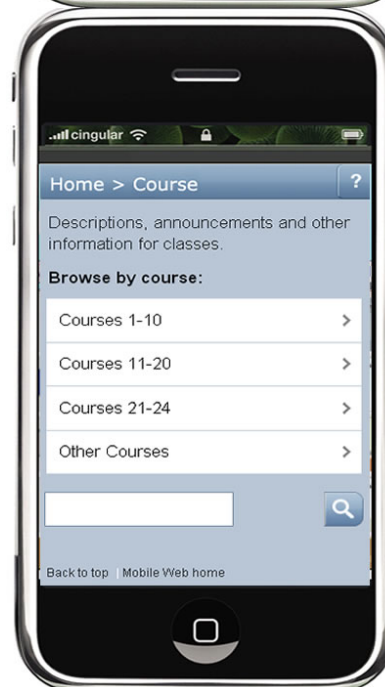 cingular
Home > Course
?
Descriptions, announcements and other
information for classes.
Browse by course:
Courses 1-10 >
Courses 11-20 >
Courses 21-24 >
Other Courses >
Back to top | Mobile Web home